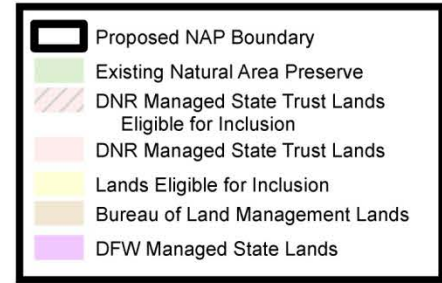 Proposed NAP Boundary
Existing Natural Area Preserve
DNR Managed State Trust Lands
Eligible for Inclusion
DNR Managed State Trust Lands
Lands Eligible for Inclusion
Bureau of Land Management Lands
DFW Managed State Lands